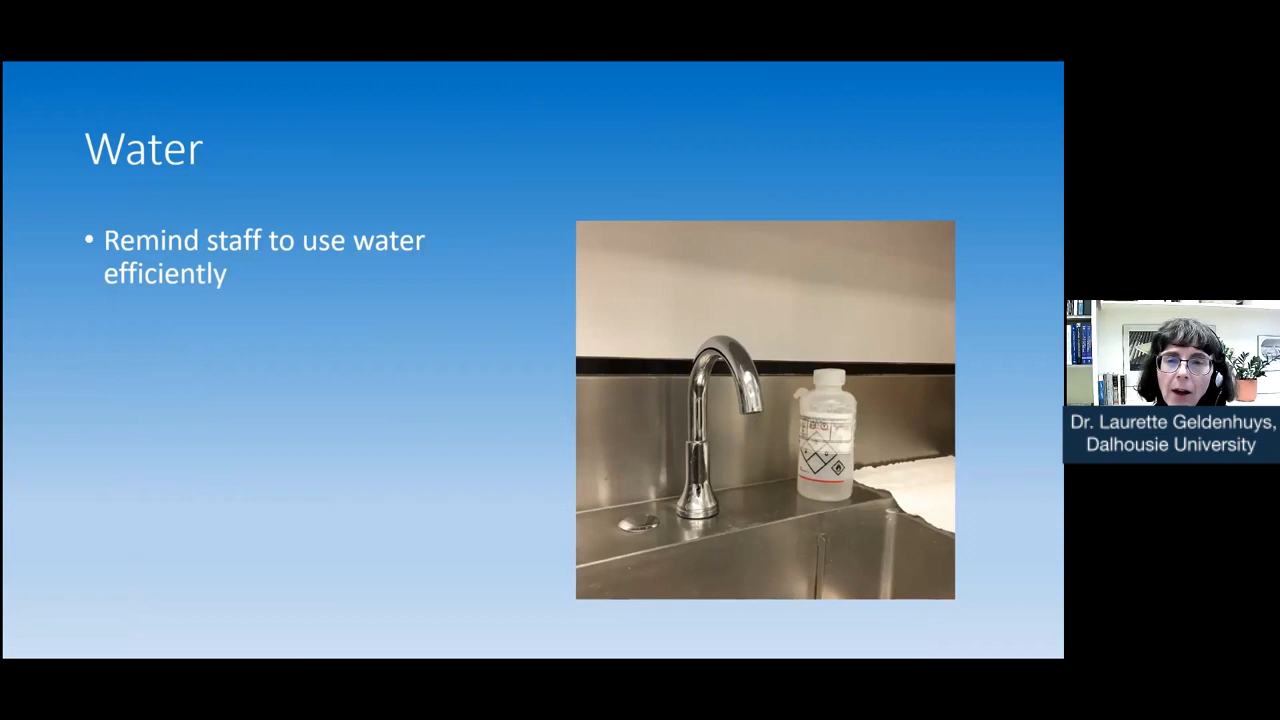 Water
• Remind staff to use water
efficiently
Dr. Laurette Geldenhuys,
Dalhousie University